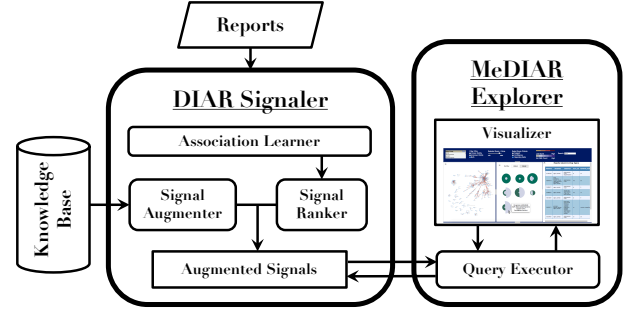 Reports
DIAR Signaler
Association Learner
Signal
Augmenter
Signal
Ranker
Augmented Signals
Knowledge
Base
MeDIAR
Explorer
Visualizer
Query Executor